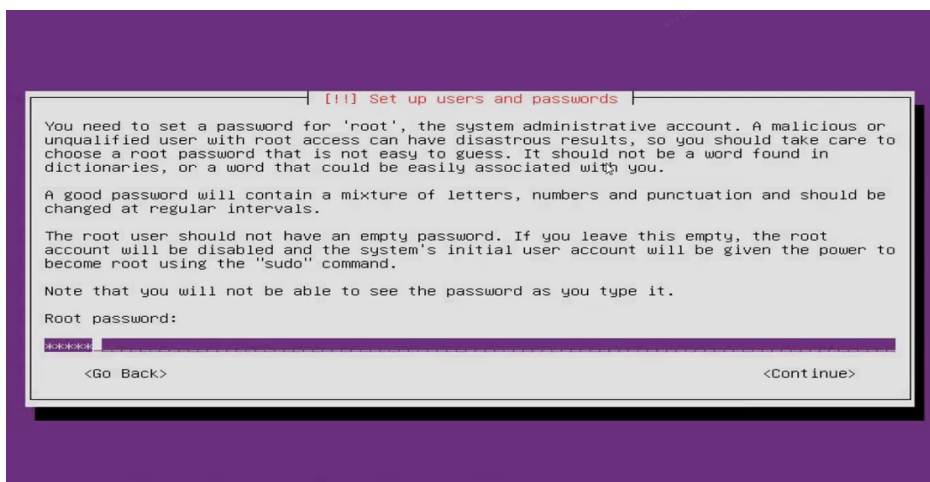 [!!] Set up users and passwords
You need to set a password for 'root', the system administrative account. A malicious or
unqualified user with root access can have disastrous results, so you should take care to
choose a root password that is not easy to guess. It should not be a word found in
dictionaries, or a word that could be easily associated with you.
A good password will contain a mixture of letters, numbers and punctuation and should be
changed at regular intervals.
The root user should not have an empty password. If you leave this empty, the root
account will be disabled and the system's initial user account will be given the power to
become root using the "sudo" command.
Note that you will not be able to see the password as you type it.
Root password:
*****
<Go Back> <Continue>